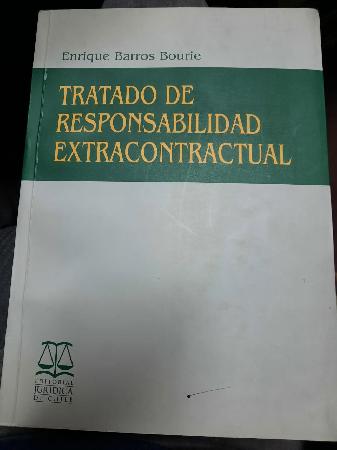 Enrique Barros Bourie
TRATADO DE
RESPONSABILIDAD
EXTRACONTRACTUAL
EDITORIAL
JURIDICA
DE CHILE